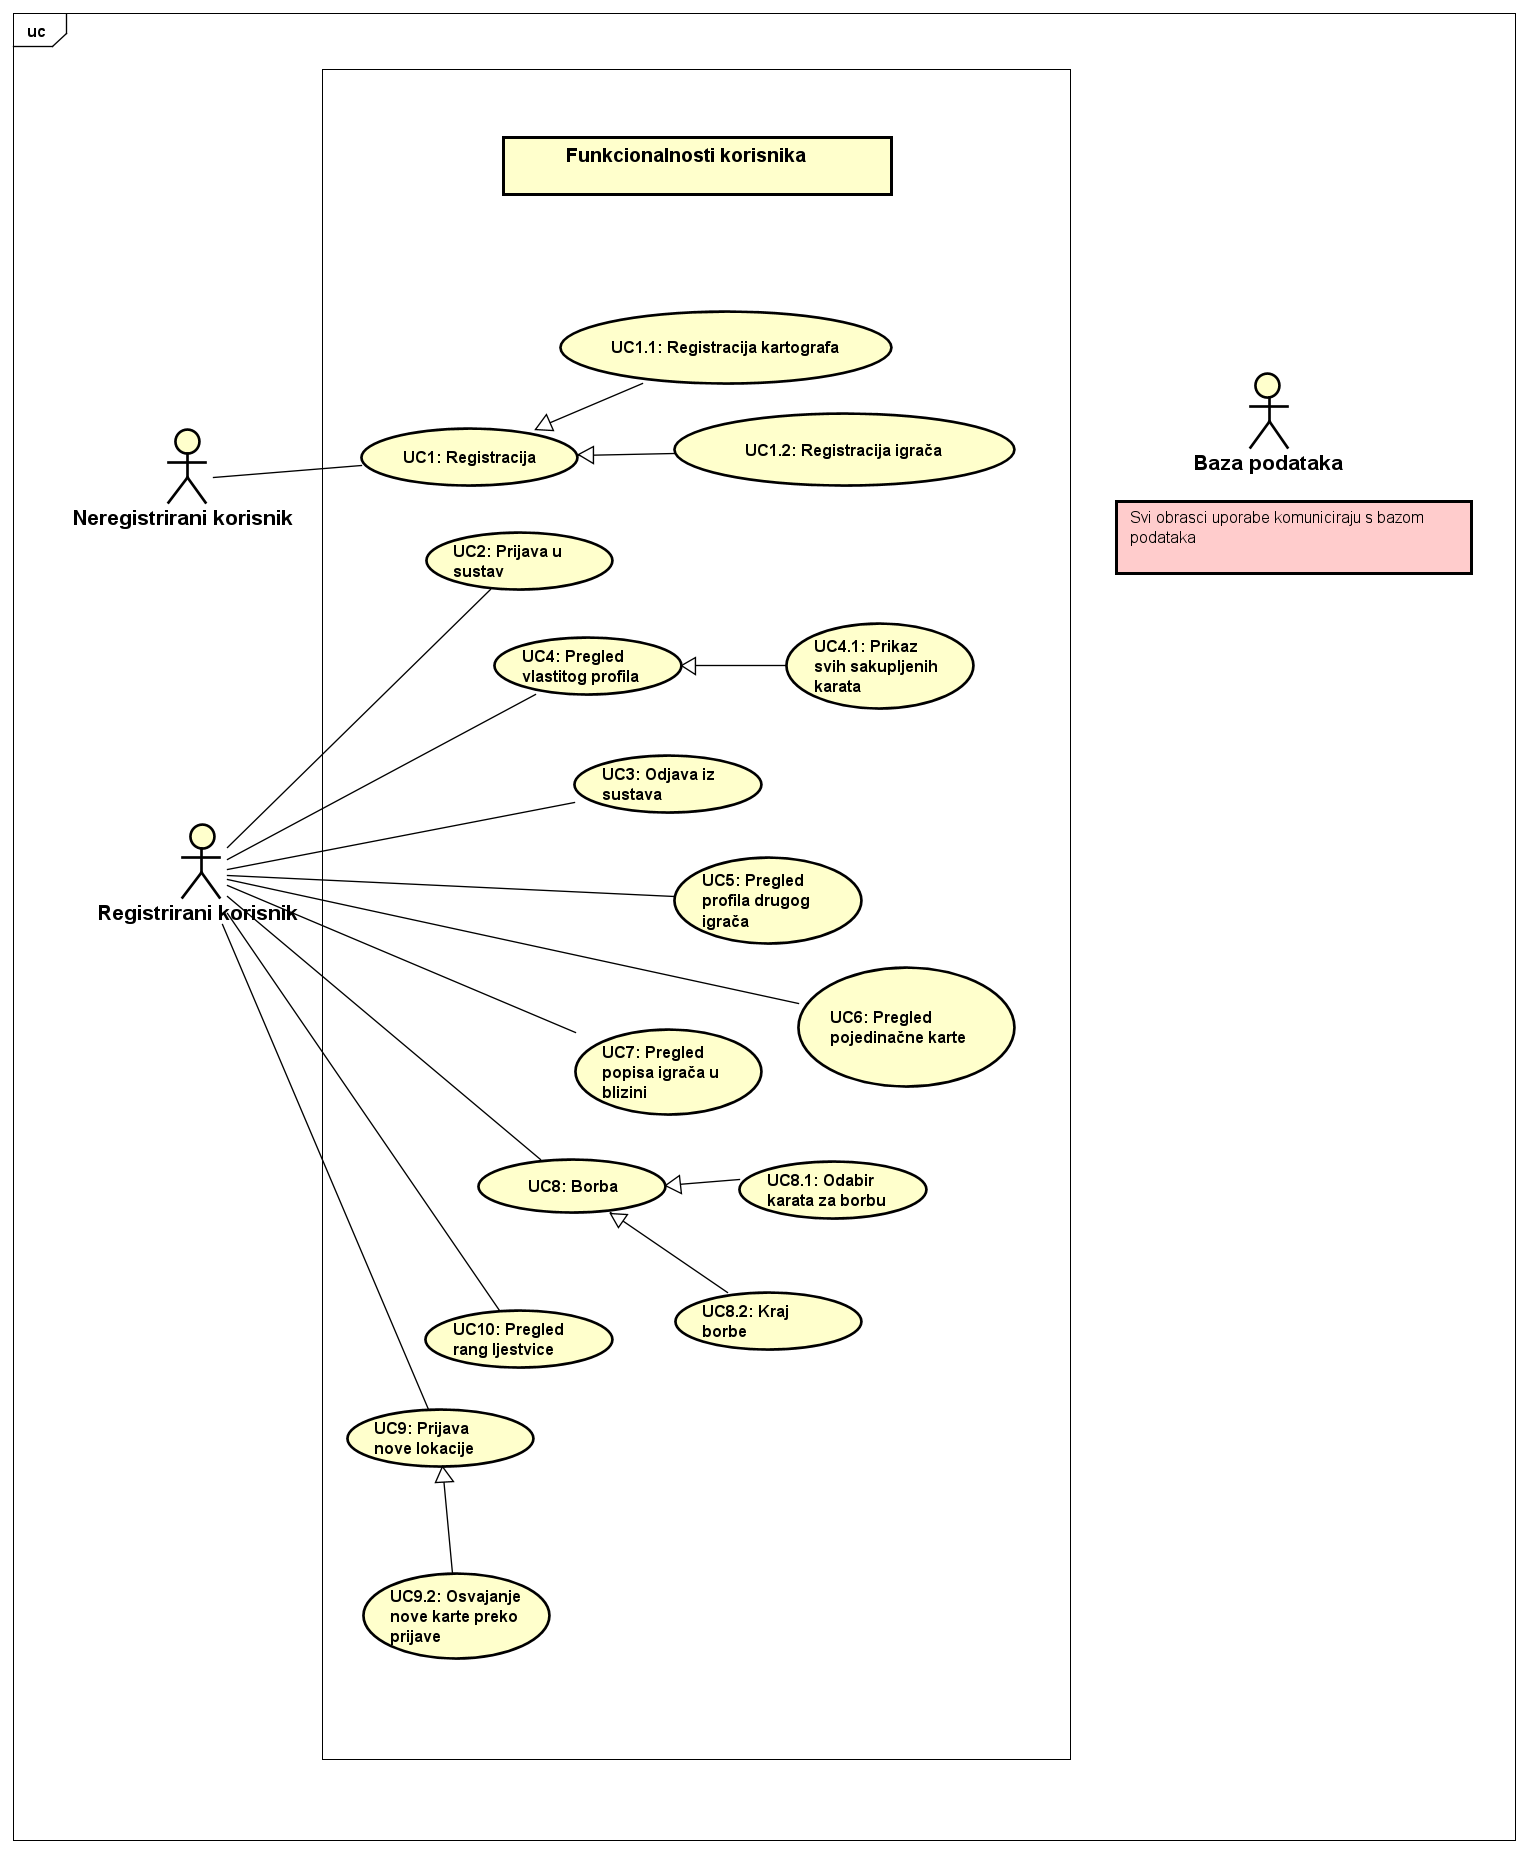 uc
Funkcionalnosti korisnika
UC1.1: Registracija kartografa
UC1: Registracija
UC1.2: Registracija igrača
Baza podataka
Neregistrirani korisnik
Svi obrasci uporabe komuniciraju s bazom
podataka
UC2: Prijava u
sustav
UC4: Pregled
vlastitog profila
UC4.1: Prikaz
svih sakupljenih
karata
UC3: Odjava iz
sustava
Registrirani korisnik
UC5: Pregled
profila drugog
igrača
UC6: Pregled
pojedinačne karte
UC7: Pregled
popisa igrača u
blizini
UC8: Borba
UC8.1: Odabir
karata za borbu
UC8.2: Kraj
borbe
UC10: Pregled
rang ljestvice
UC9: Prijava
nove lokacije
UC9.2: Osvajanje
nove karte preko
prijave